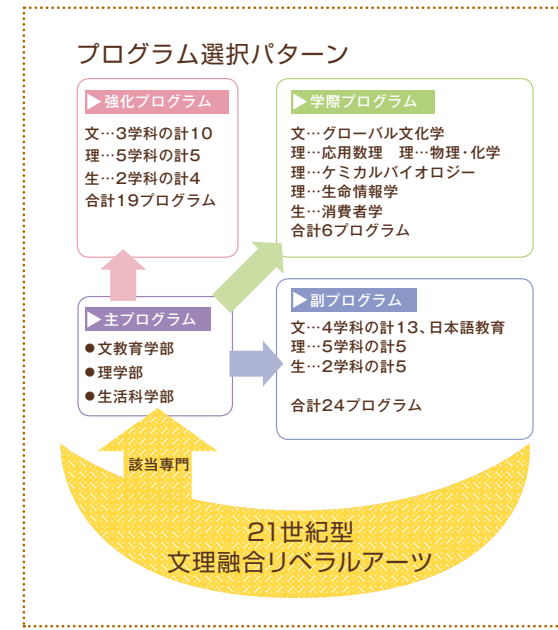 プログラム選択パターン
▶強化プログラム
文…3学科の計10
理…5学科の計5
生…2学科の計4
合計19プログラム
▶学際プログラム
文…グローバル文化学
理…応用数理　理…物理・化学
理…ケミカルバイオロジー
理…生命情報学
生…消費者学
合計6プログラム
▶主プログラム
●文教育学部
●理学部
●生活科学部
▶副プログラム
文…4学科の計13、日本語教育
理…5学科の計5
生…2学科の計5
合計24プログラム
該当専門
21世紀型
文理融合リベラルアーツ